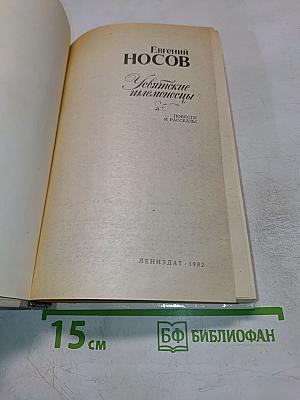 Евгений
НОСОВ
Усвятские
шлемоносцы
ПОВЕСТИ
И РАССКАЗЫ
ЛЕНИЗДАТ · 1982
15 см
БФ БИБЛИОФАН